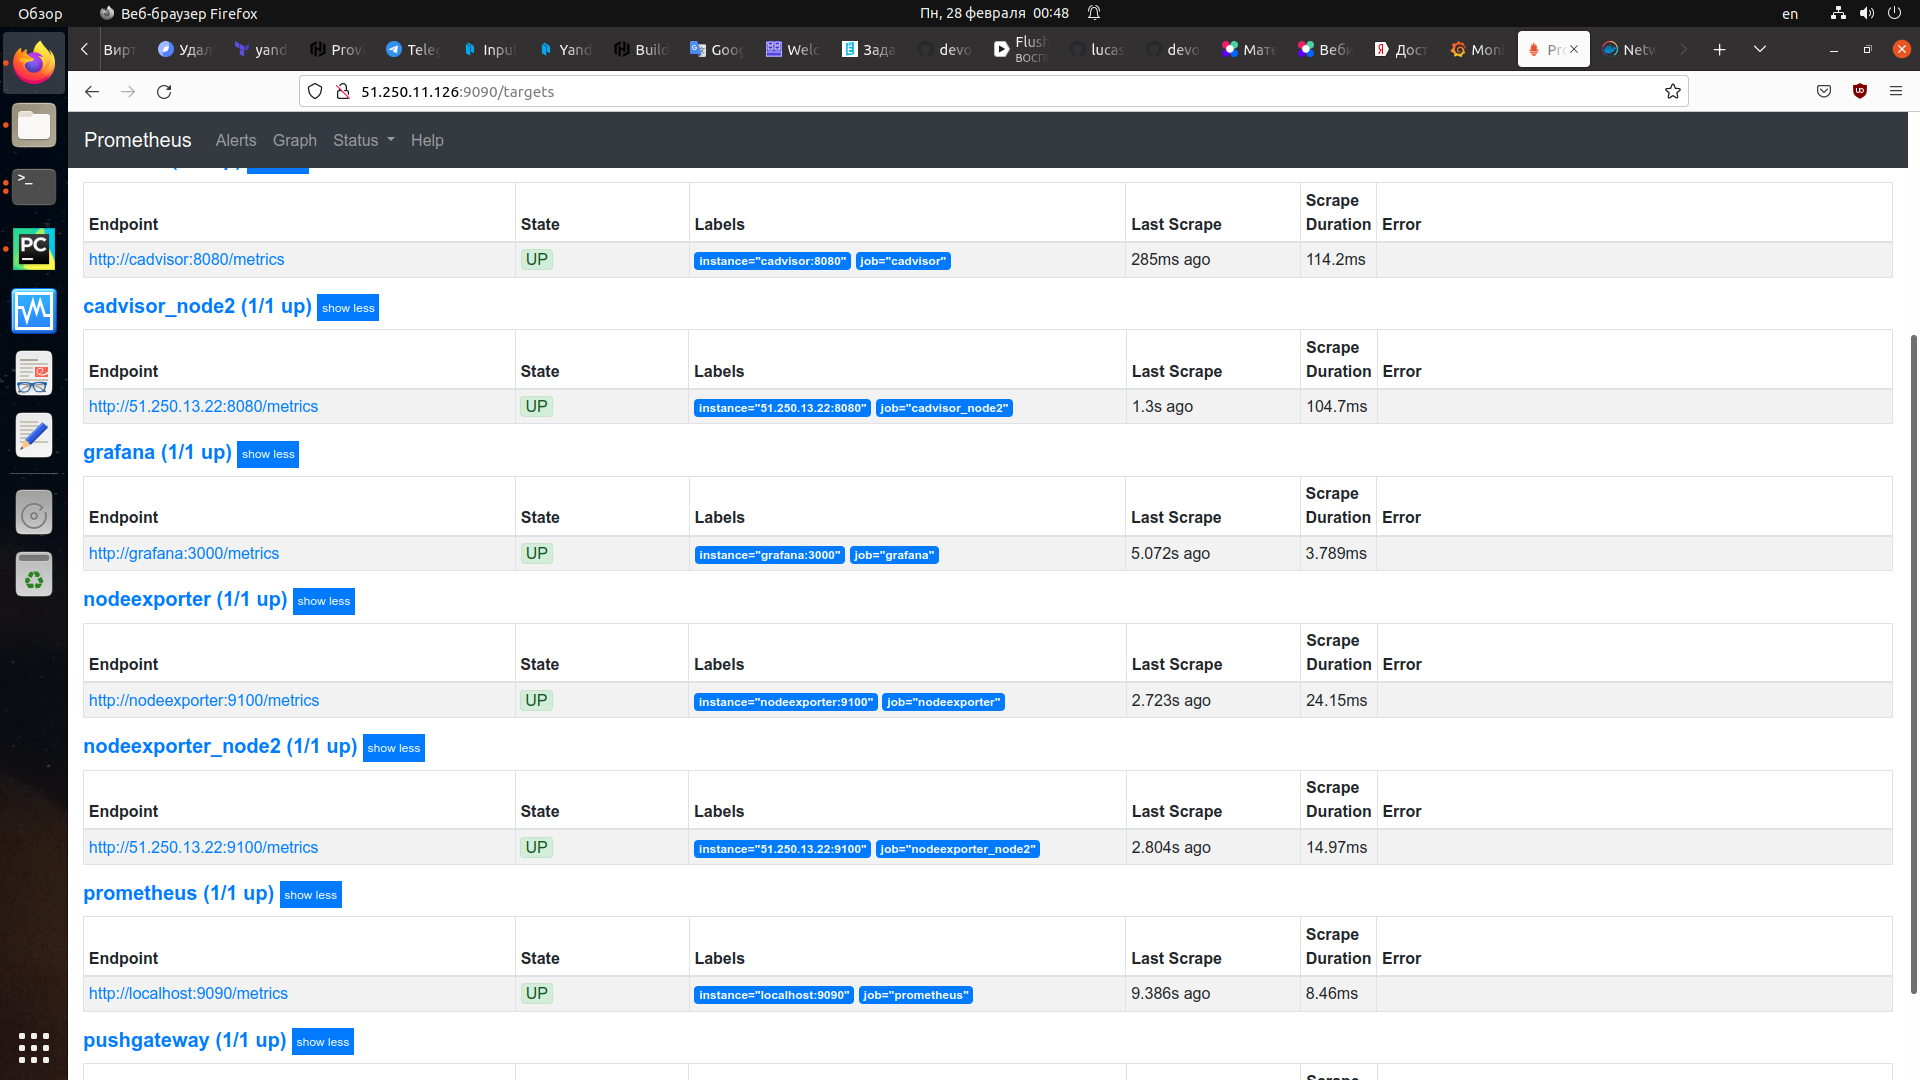 Обзор Веб-браузер Firefox Пн, 28 февраля 00:48 en
Вирт Удал yand Provi Teleg Input Yand Build Goog Welc Зада devo Flush lucas devo Мате Веби Дост Moni Pro Netw
воспр
51.250.11.126:9090/targets
Prometheus Alerts Graph Status Help
Endpoint State Labels Last Scrape Scrape Duration Error
http://cadvisor:8080/metrics UP instance="cadvisor:8080" job="cadvisor" 285ms ago 114.2ms
cadvisor_node2 (1/1 up) show less
Endpoint State Labels Last Scrape Scrape Duration Error
http://51.250.13.22:8080/metrics UP instance="51.250.13.22:8080" job="cadvisor_node2" 1.3s ago 104.7ms
grafana (1/1 up) show less
Endpoint State Labels Last Scrape Scrape Duration Error
http://grafana:3000/metrics UP instance="grafana:3000" job="grafana" 5.072s ago 3.789ms
nodeexporter (1/1 up) show less
Endpoint State Labels Last Scrape Scrape Duration Error
http://nodeexporter:9100/metrics UP instance="nodeexporter:9100" job="nodeexporter" 2.723s ago 24.15ms
nodeexporter_node2 (1/1 up) show less
Endpoint State Labels Last Scrape Scrape Duration Error
http://51.250.13.22:9100/metrics UP instance="51.250.13.22:9100" job="nodeexporter_node2" 2.804s ago 14.97ms
prometheus (1/1 up) show less
Endpoint State Labels Last Scrape Scrape Duration Error
http://localhost:9090/metrics UP instance="localhost:9090" job="prometheus" 9.386s ago 8.46ms
pushgateway (1/1 up) show less